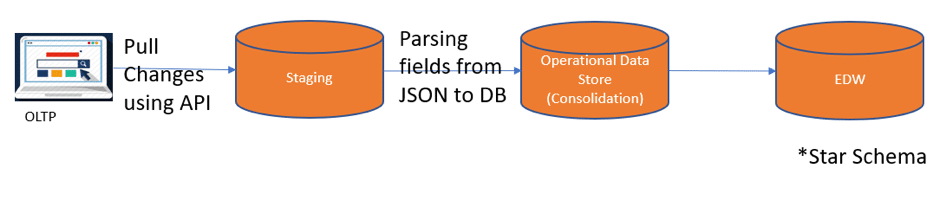 Pull
Changes
using API
OLTP
Staging
Parsing
fields from
JSON to DB
Operational Data
Store
(Consolidation)
EDW
*Star Schema